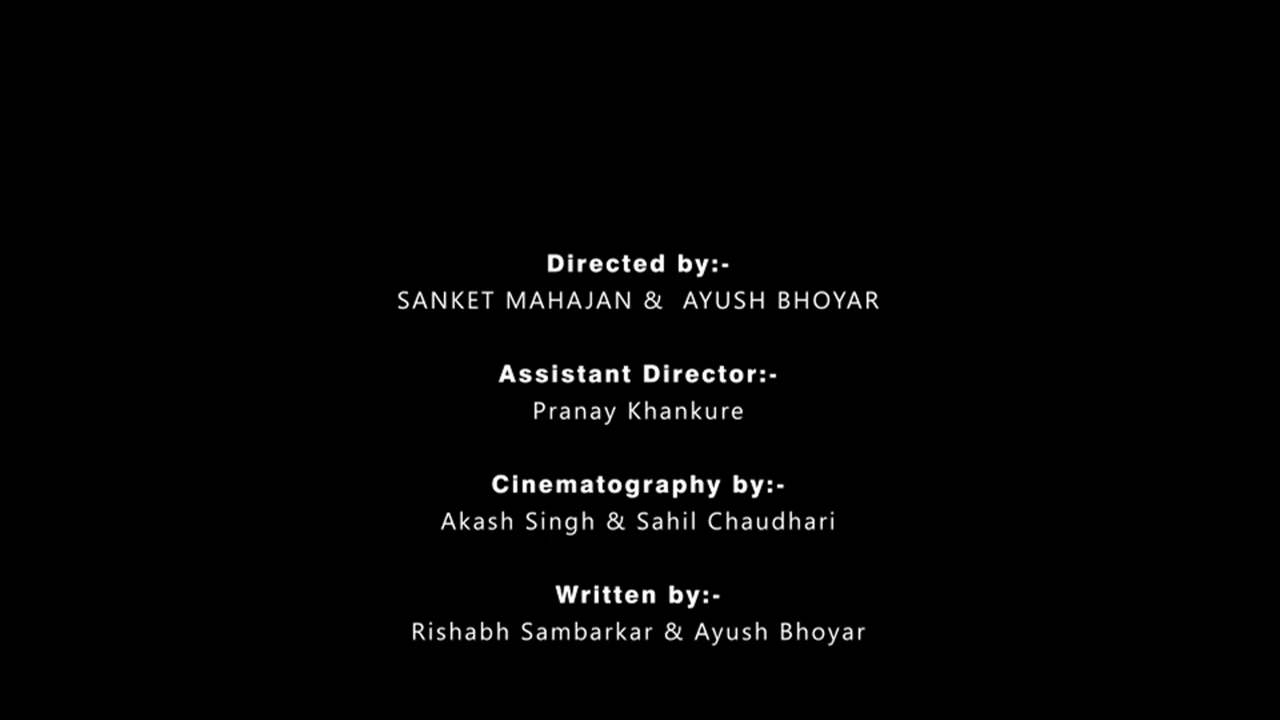 Directed by:-
SANKET MAHAJAN & AYUSH BHOYAR
Assistant Director:-
Pranay Khankure
Cinematography by:-
Akash Singh & Sahil Chaudhari
Written by:-
Rishabh Sambarkar & Ayush Bhoyar